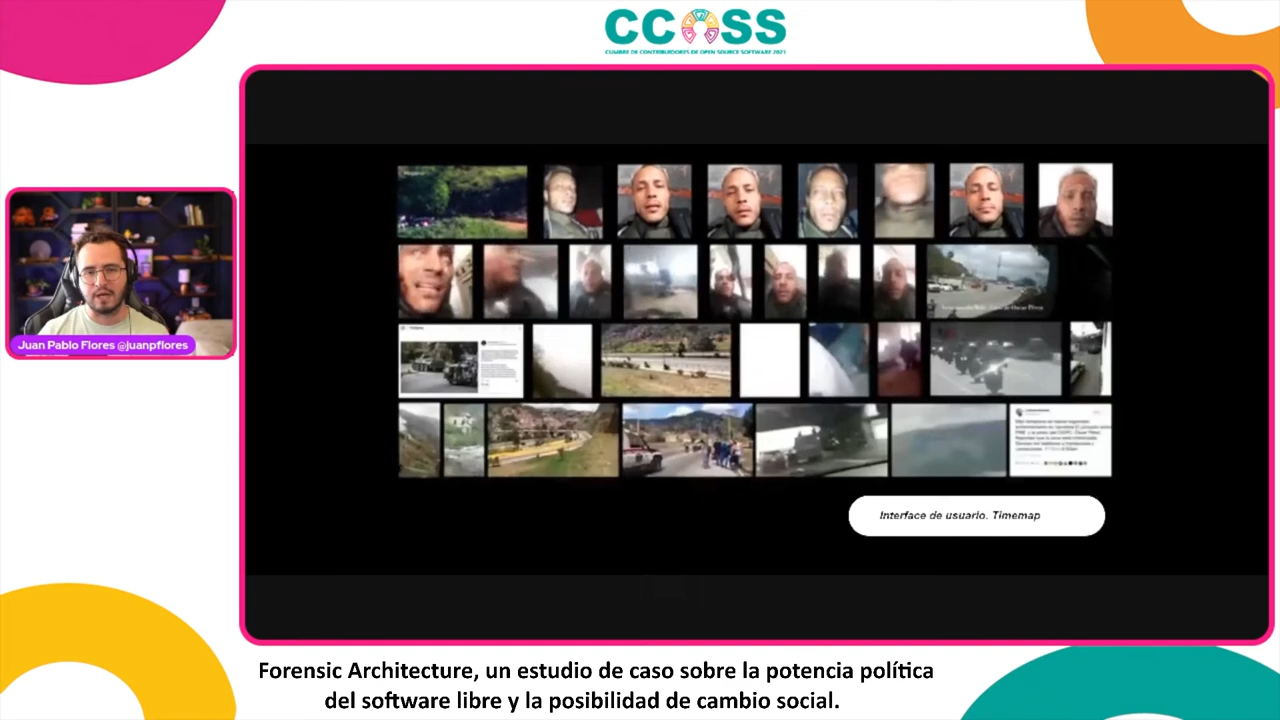 CCOSS
CUMBRE DE CONTRIBUIDORES DE OPEN SOURCE SOFTWARE 2021
Juan Pablo Flores @juanpflores
Interface de usuario. Timemap
Forensic Architecture, un estudio de caso sobre la potencia política
del software libre y la posibilidad de cambio social.